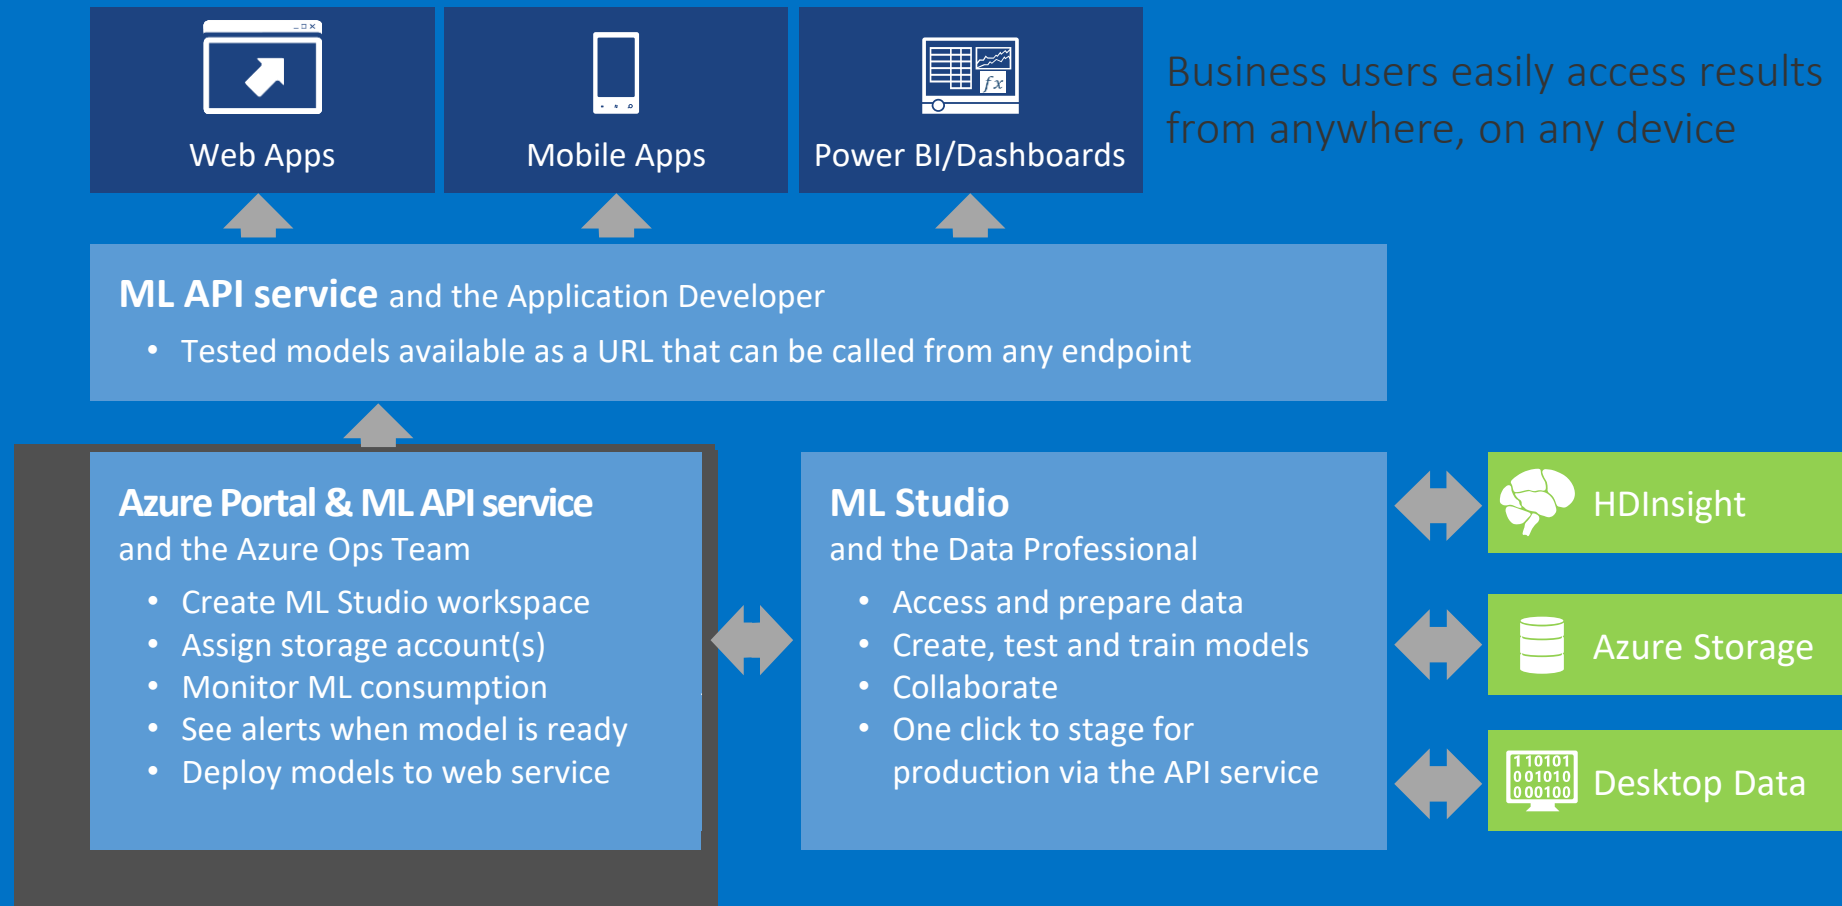 Web Apps
Mobile Apps
fx
Power BI/Dashboards
Business users easily access results
from anywhere, on any device
ML API service and the Application Developer
• Tested models available as a URL that can be called from any endpoint
Azure Portal & ML API service
and the Azure Ops Team
• Create ML Studio workspace
• Assign storage account(s)
• Monitor ML consumption
• See alerts when model is ready
• Deploy models to web service
ML Studio
and the Data Professional
• Access and prepare data
• Create, test and train models
• Collaborate
• One click to stage for
production via the API service
HDInsight
Azure Storage
110101
001010
000100
Desktop Data